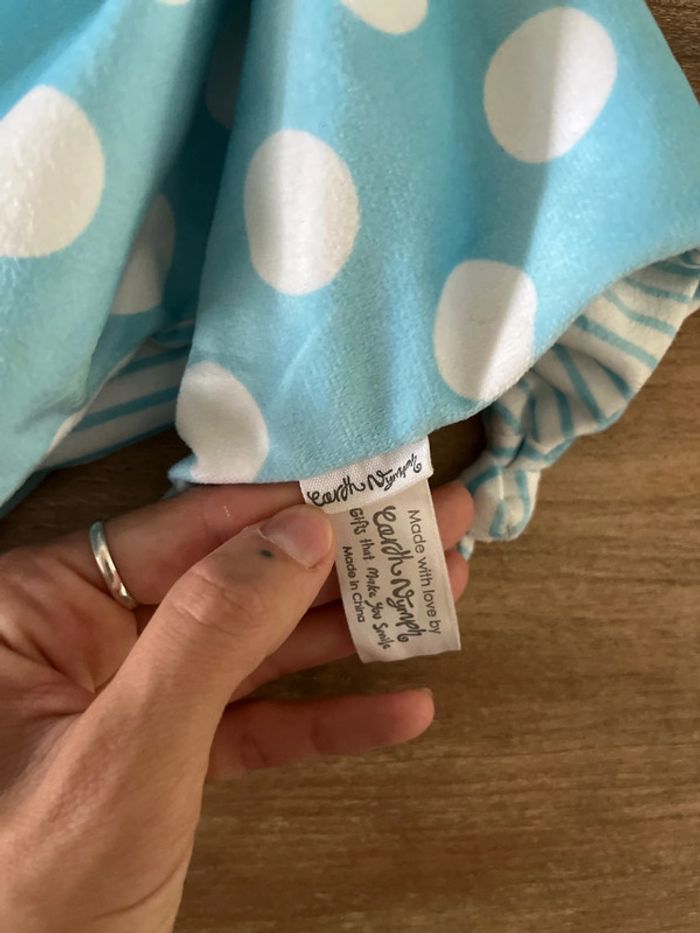 earth Nymph
Made with love by
earth Nymph
Gifts that Make You Smile
Made in China